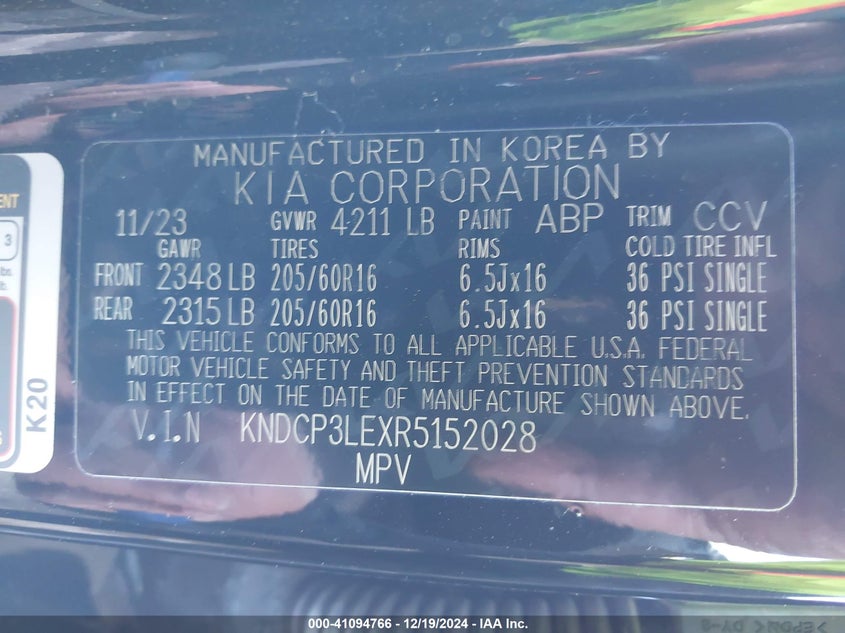 MANUFACTURED IN KOREA BY
KIA CORPORATION
11/23 GVWR 4211 LB PAINT ABP TRIM CCV
GAWR TIRES RIMS COLD TIRE INFL
FRONT 2348 LB 205/60R16 6.5Jx16 36 PSI SINGLE
REAR 2315 LB 205/60R16 6.5Jx16 36 PSI SINGLE
THIS VEHICLE CONFORMS TO ALL APPLICABLE U.S.A. FEDERAL
MOTOR VEHICLE SAFETY AND THEFT PREVENTION STANDARDS
IN EFFECT ON THE DATE OF MANUFACTURE SHOWN ABOVE.
V.I.N KNDCP3LEXR5152028
MPV
3
K20
000-41094766 • 12/19/2024 - IAA Inc.